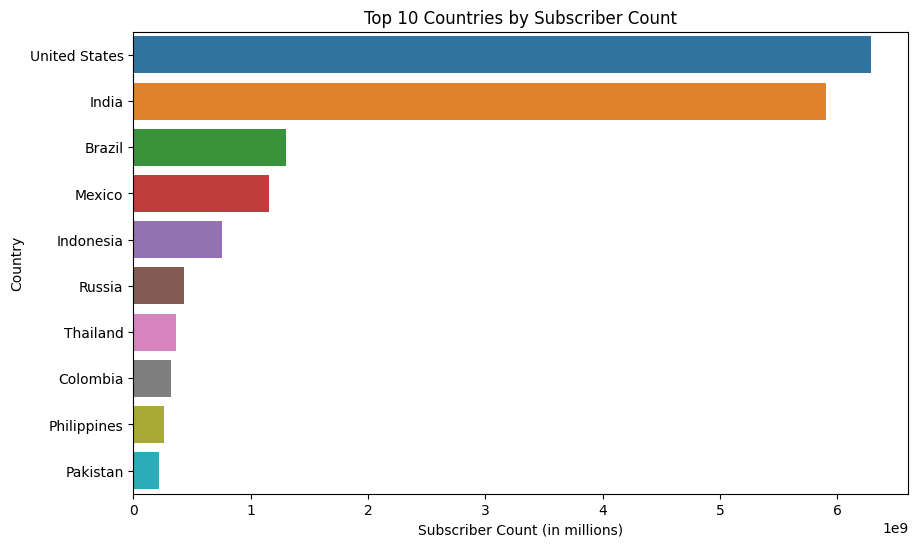 Top 10 Countries by Subscriber Count
United States
India
Brazil
Mexico
Indonesia
Russia
Thailand
Colombia
Philippines
Pakistan
Country
0 1 2 3 4 5 6
1e9
Subscriber Count (in millions)